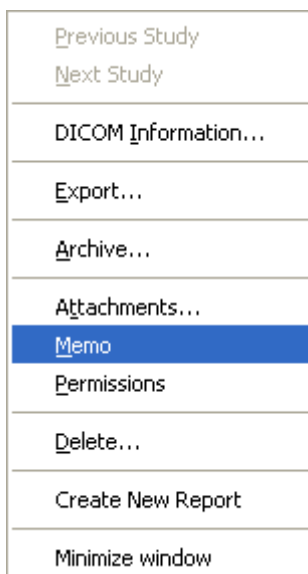 Previous Study
Next Study
DICOM Information...
Export...
Archive...
Attachments...
Memo
Permissions
Delete...
Create New Report
Minimize window